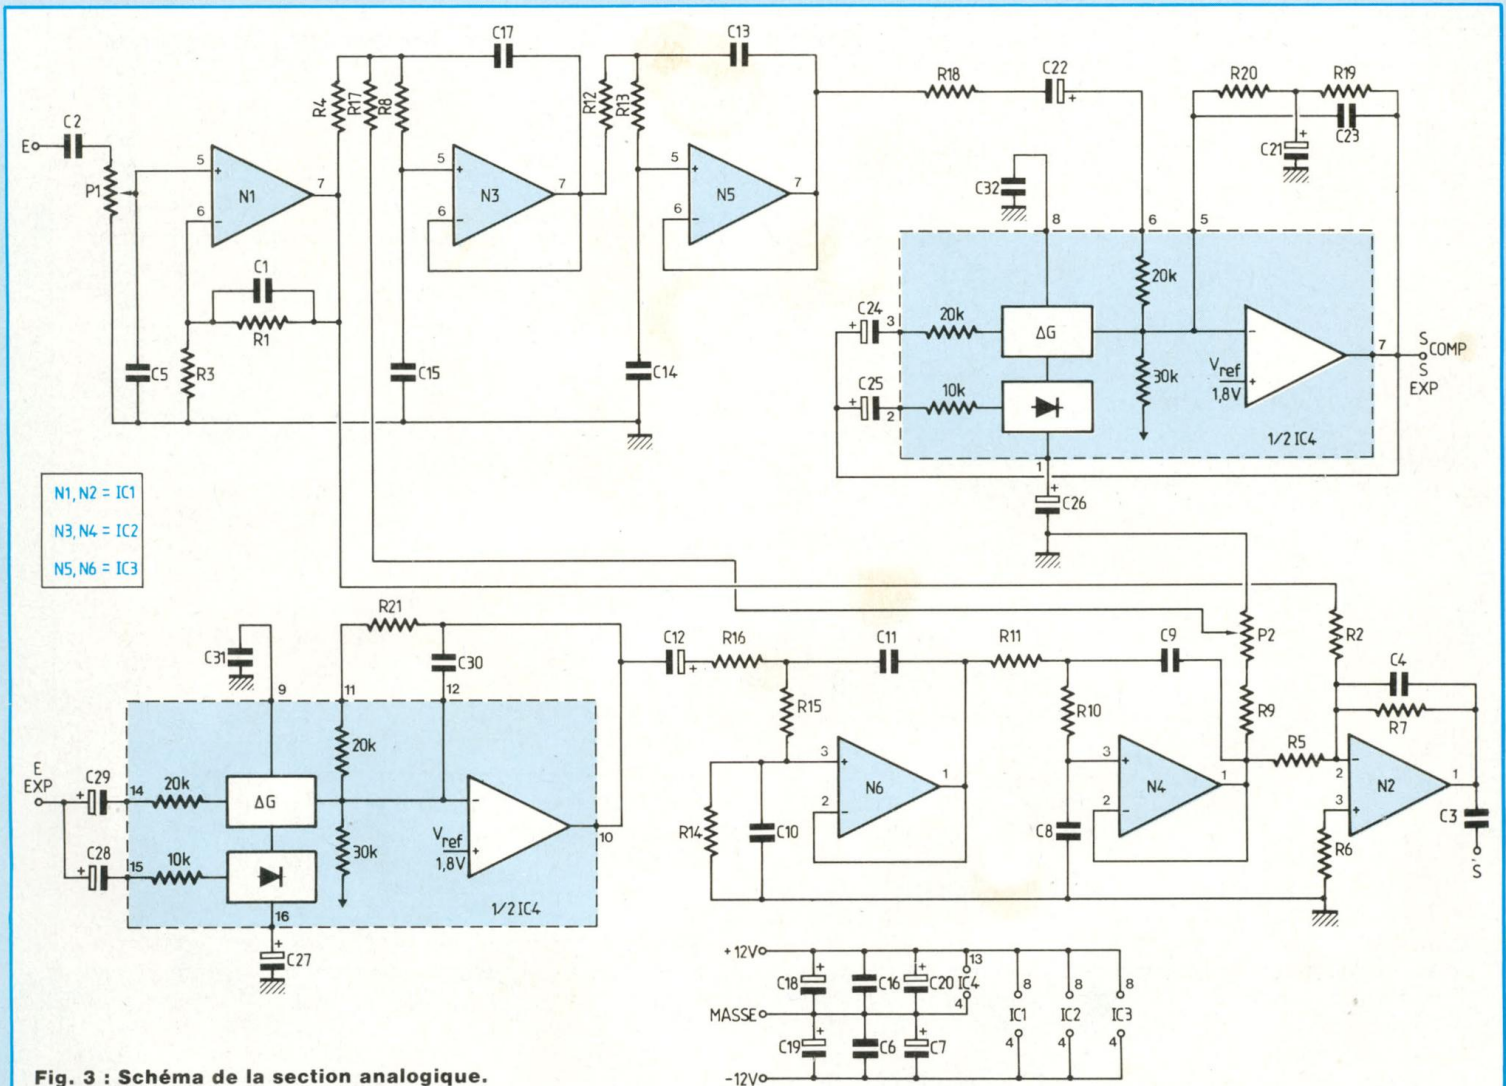 C17
C13
R4
R17
R8
R12
R13
R18
C22
+
R20
R19
C23
C21
+
C2
E
P1
5
+
N1
7
6
-
5
+
N3
7
6
-
5
+
N5
7
6
-
C1
R1
C5
R3
C15
C14
C32
8
6
5
20k
C24
+
3
20k
ΔG
C25
+
2
10k
30k
-
Vref
1,8V
+
7
S COMP
S
EXP
1/2 IC4
1
+
C26
N1, N2 = IC1
N3, N4 = IC2
N5, N6 = IC3
R21
C31
C30
9
11
12
C12
+
R16
C11
R11
C9
P2
R2
C4
R15
R10
R9
R5
R7
E
EXP
C29
+
14
20k
ΔG
20k
C28
+
15
10k
30k
-
Vref
1,8V
+
10
1/2 IC4
16
+
C27
R14
C10
3
+
N6
1
2
-
C8
3
+
N4
1
2
-
2
-
N2
1
3
+
R6
C3
S
+12V
C18
+
C16
C20
+
13
IC4
4
8
8
8
MASSE
IC1
IC2
IC3
C19
+
C6
C7
+
4
4
4
-12V
Fig. 3 : Schéma de la section analogique.